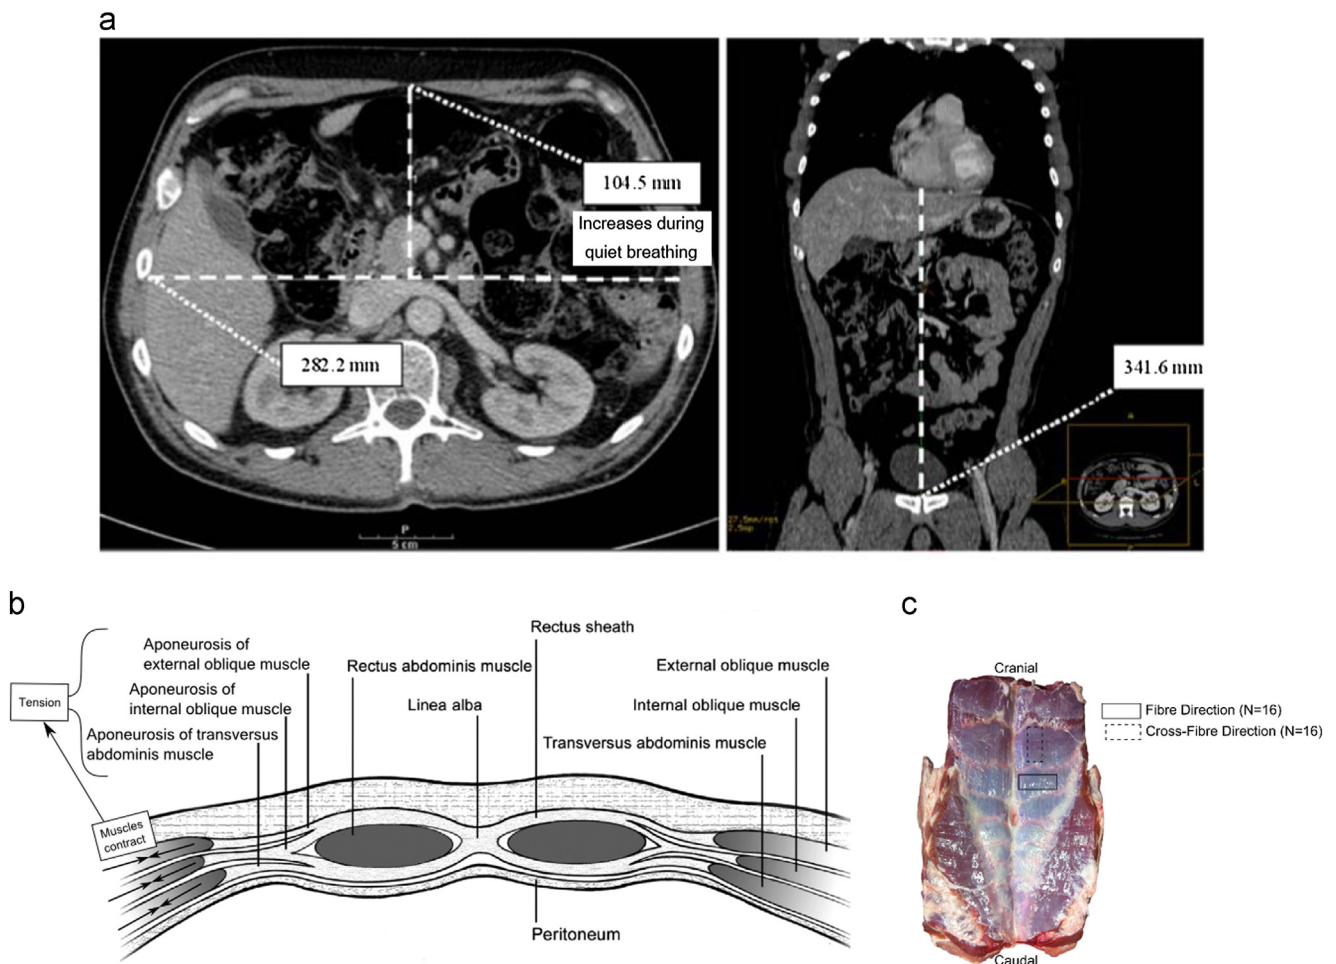 a
104.5 mm
Increases during
quiet breathing
282.2 mm
P
5 cm
341.6 mm
A
L
b
Tension
Muscles
contract
Aponeurosis of
external oblique muscle
Aponeurosis of
internal oblique muscle
Aponeurosis of transversus
abdominis muscle
Rectus abdominis muscle
Linea alba
Rectus sheath
External oblique muscle
Internal oblique muscle
Transversus abdominis muscle
Peritoneum
c
Cranial
Fibre Direction (N=16)
Cross-Fibre Direction (N=16)
Caudal